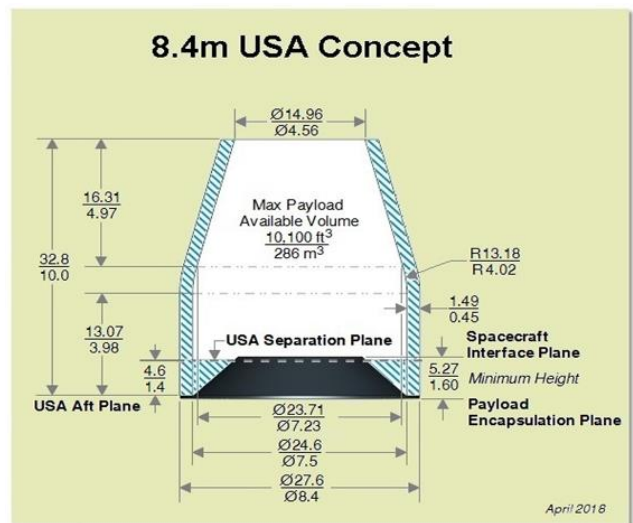 8.4m USA Concept
Ø14.96
Ø4.56
16.31
4.97
Max Payload
Available Volume
10,100 ft³
286 m³
32.8
10.0
R13.18
R4.02
1.49
0.45
13.07
3.98
USA Separation Plane
Spacecraft
Interface Plane
4.6
1.4
5.27
1.60
Minimum Height
USA Aft Plane
Ø23.71
Ø7.23
Payload
Encapsulation Plane
Ø24.6
Ø7.5
Ø27.6
Ø8.4
April 2018